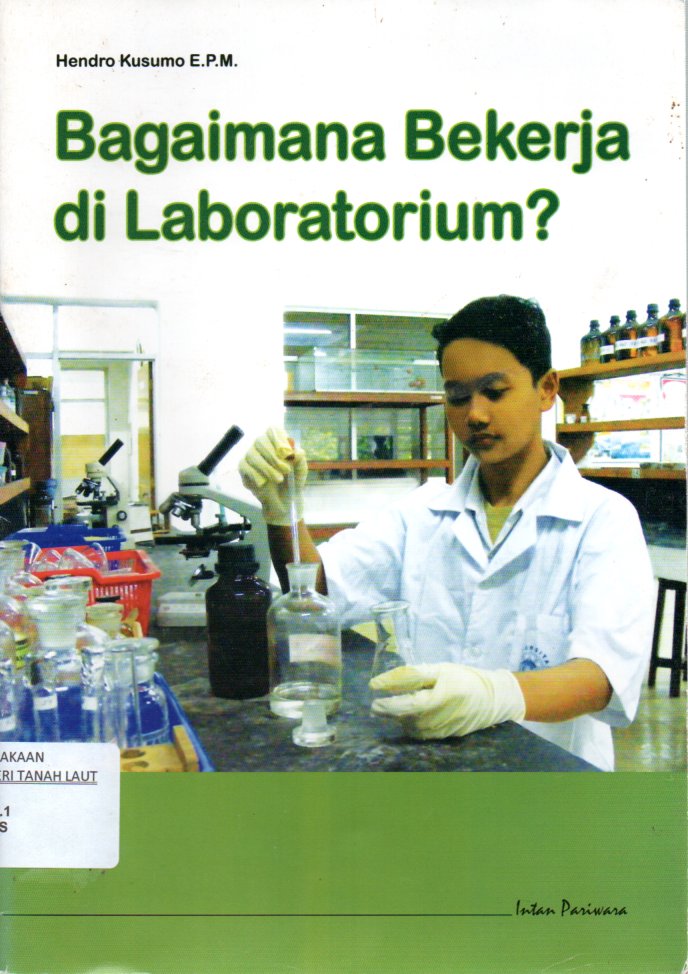 Hendro Kusumo E.P.M.
Bagaimana Bekerja
di Laboratorium?
AKAAN
ERI TANAH LAUT
.1
S
Intan Pariwara